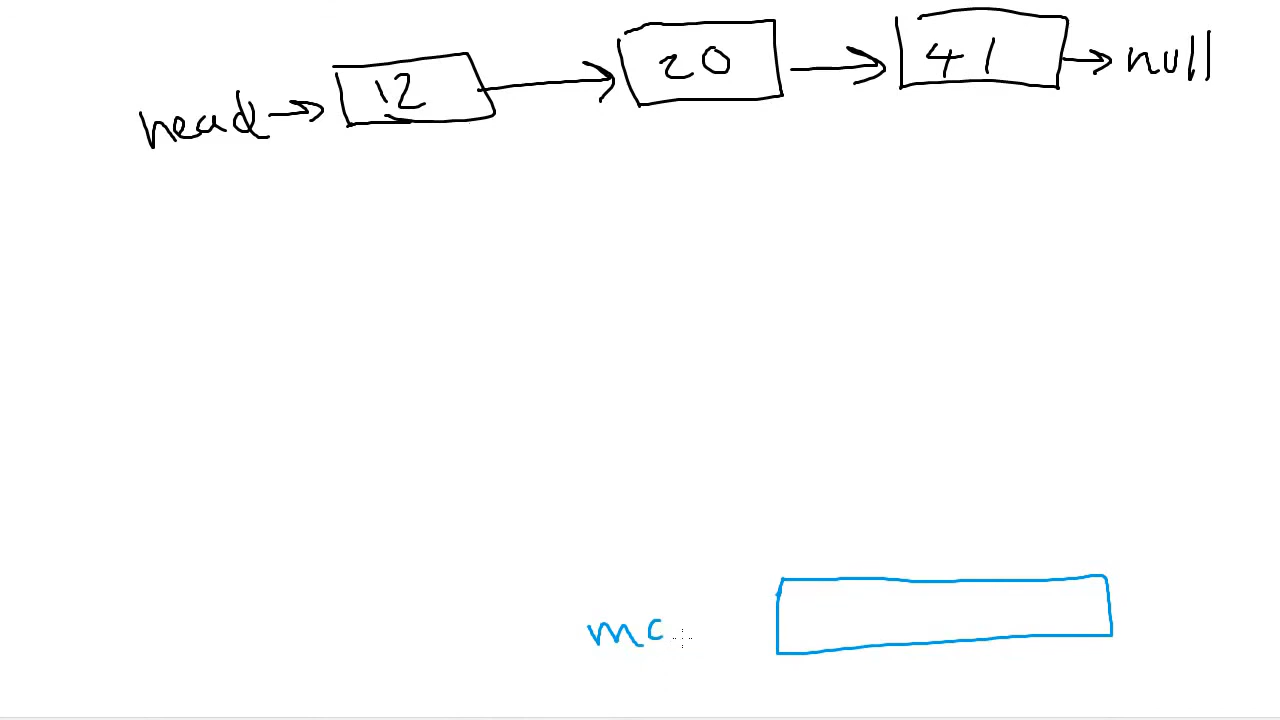 head → 12 → 20 → 41 → null
mc